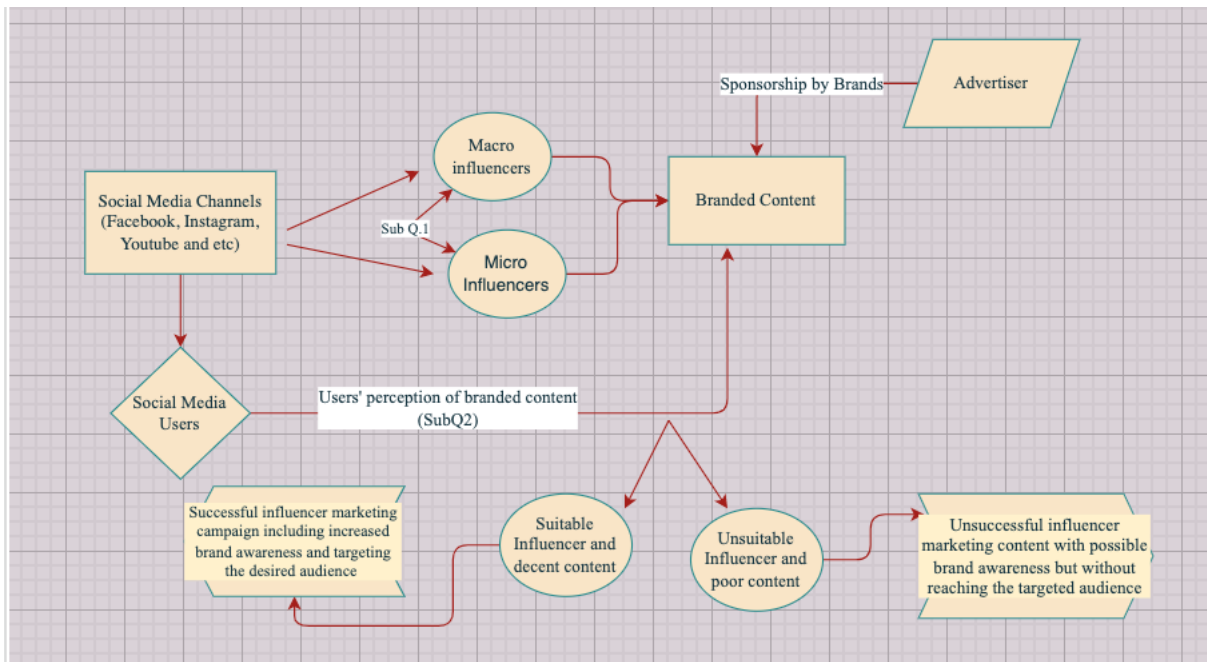 Sponsorship by Brands
Advertiser
Macro
influencers
Social Media Channels
(Facebook, Instagram,
Youtube and etc)
Sub Q.1
Branded Content
Micro
Influencers
Social Media
Users
Users' perception of branded content
(SubQ2)
Successful influencer marketing
campaign including increased
brand awareness and targeting
the desired audience
Suitable
Influencer and
decent content
Unsuitable
Influencer and
poor content
Unsuccessful influencer
marketing content with possible
brand awareness but without
reaching the targeted audience